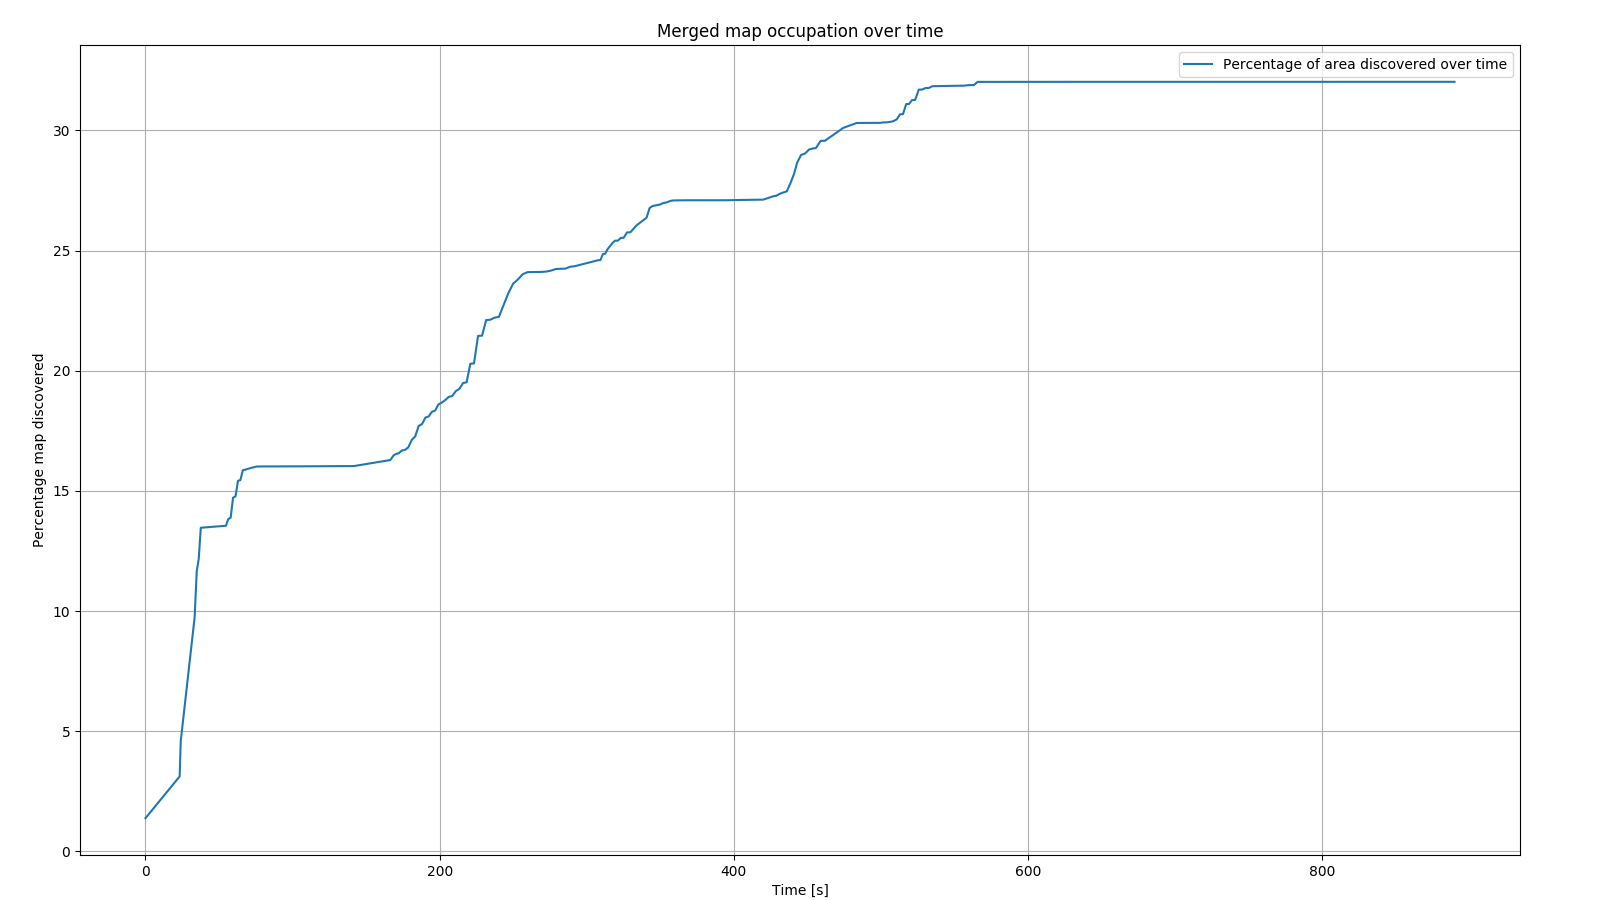 Merged map occupation over time
Percentage of area discovered over time
Percentage map discovered
30
25
20
15
10
5
0
0 200 400 600 800
Time [s]